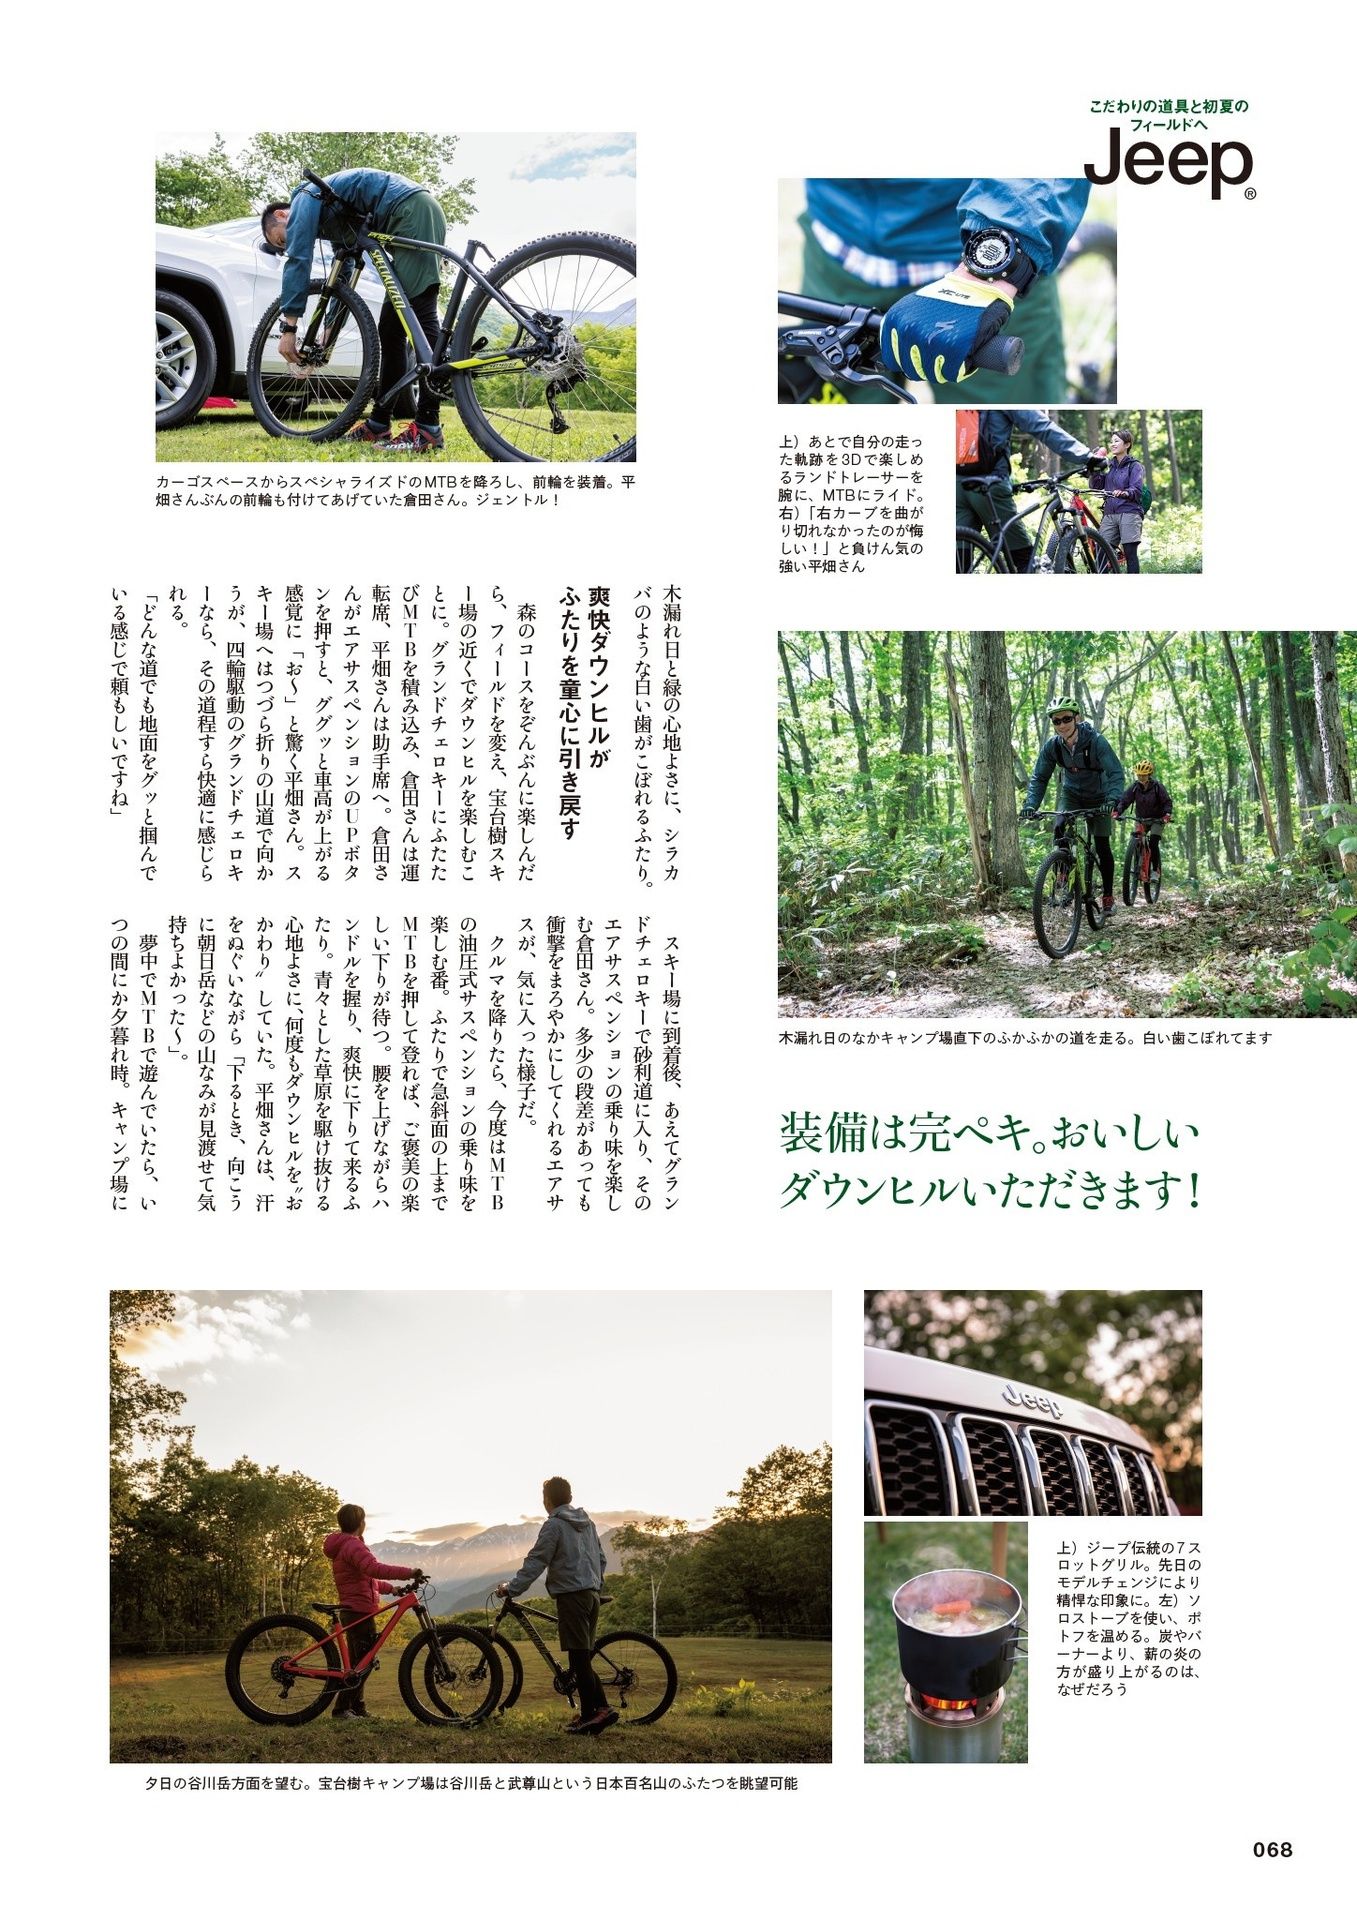 こだわりの道具と初夏の
フィールドへ
Jeep®
SPECIALIZED
カーゴスペースからスペシャライズドのMTBを降ろし、前輪を装着。平
畑さんぶんの前輪も付けてあげていた倉田さん。ジェントル！
上）あとで自分の走っ
た軌跡を3Dで楽しめ
るランドトレーサーを
腕に、MTBにライド。
右）「右カーブを曲が
り切れなかったのが悔
しい！」と負けん気の
強い平畑さん
木漏れ日のなかキャンプ場直下のふかふかの道を走る。白い歯こぼれてます
装備は完ペキ。おいしい
ダウンヒルいただきます！
木漏れ日と緑の心地よさに、シラカ
バのような白い歯がこぼれるふたり。
爽快ダウンヒルが
ふたりを童心に引き戻す
森のコースをぞんぶんに楽しんだ
ら、フィールドを変え、宝台樹スキ
ー場の近くでダウンヒルを楽しむこ
とに。グランドチェロキーにふたた
びMTBを積み込み、倉田さんは運
転席、平畑さんは助手席へ。倉田さ
んがエアサスペンションのUPボタ
ンを押すと、ググッと車高が上がる
感覚に「お〜」と驚く平畑さん。ス
キー場へはつづら折りの山道で向か
うが、四輪駆動のグランドチェロキ
ーなら、その道程すら快適に感じら
れる。
「どんな道でも地面をグッと掴んで
いる感じで頼もしいですね」
スキー場に到着後、あえてグラン
ドチェロキーで砂利道に入り、その
エアサスペンションの乗り味を楽し
む倉田さん。多少の段差があっても
衝撃をまろやかにしてくれるエアサ
スが、気に入った様子だ。
クルマを降りたら、今度はMTB
の油圧式サスペンションの乗り味を
楽しむ番。ふたりで急斜面の上まで
MTBを押して登れば、ご褒美の楽
しい下りが待つ。腰を上げながらハ
ンドルを握り、爽快に下りて来るふ
たり。青々とした草原を駆け抜ける
心地よさに、何度もダウンヒルを〝お
かわり〟していた。平畑さんは、汗
をぬぐいながら「下るとき、向こう
に朝日岳などの山なみが見渡せて気
持ちよかった〜」。
夢中でMTBで遊んでいたら、い
つの間にか夕暮れ時。キャンプ場に
Jeep
上）ジープ伝統の7ス
ロットグリル。先日の
モデルチェンジにより
精悍な印象に。左）ソ
ロストーブを使い、ポ
トフを温める。炭やバ
ーナーより、薪の炎の
方が盛り上がるのは、
なぜだろう
夕日の谷川岳方面を望む。宝台樹キャンプ場は谷川岳と武尊山という日本百名山のふたつを眺望可能
068